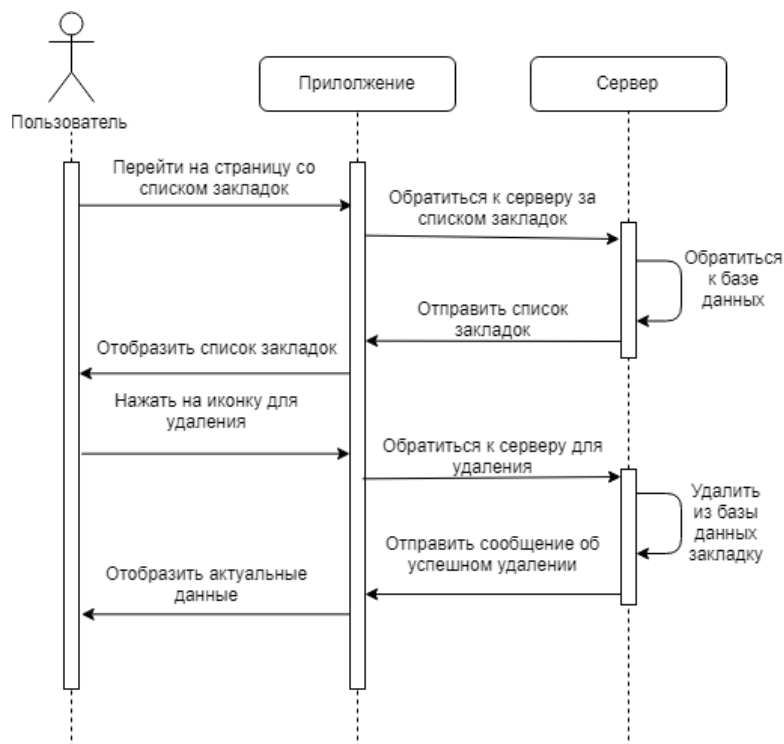 Прилолжение
Сервер
Пользователь
Перейти на страницу со
списком закладок
Обратиться к серверу за
списком закладок
Обратиться
к базе
данных
Отправить список
закладок
Отобразить список закладок
Нажать на иконку для
удаления
Обратиться к серверу для
удаления
Удалить
из базы
данных
закладку
Отправить сообщение об
успешном удалении
Отобразить актуальные
данные